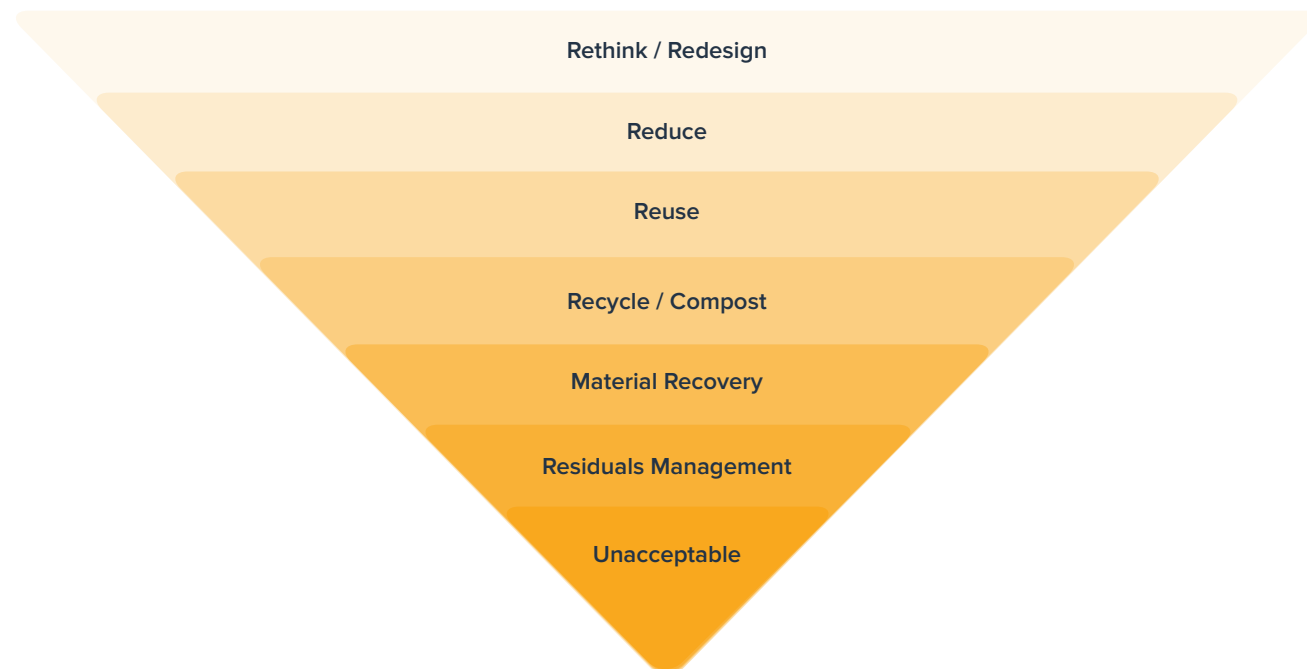 Rethink / Redesign
Reduce
Reuse
Recycle / Compost
Material Recovery
Residuals Management
Unacceptable